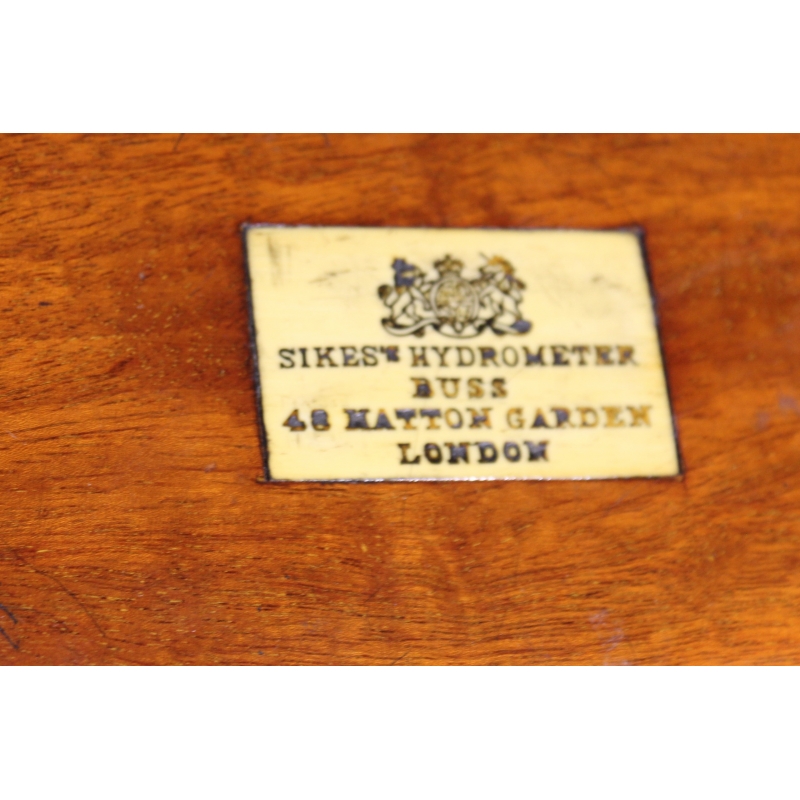 SIKES'S HYDROMETER
BUSS
48 HATTON GARDEN
LONDON